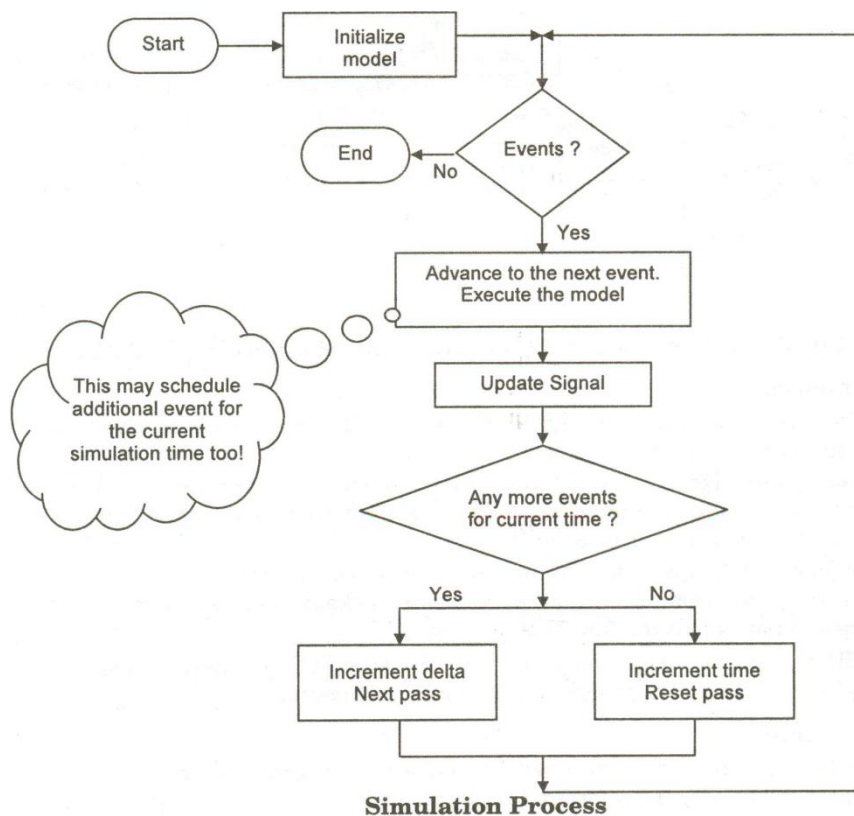 Start
Initialize
model
Events ?
End
No
Yes
Advance to the next event.
Execute the model
This may schedule
additional event for
the current
simulation time too!
Update Signal
Any more events
for current time ?
Yes
No
Increment delta
Next pass
Increment time
Reset pass
Simulation Process